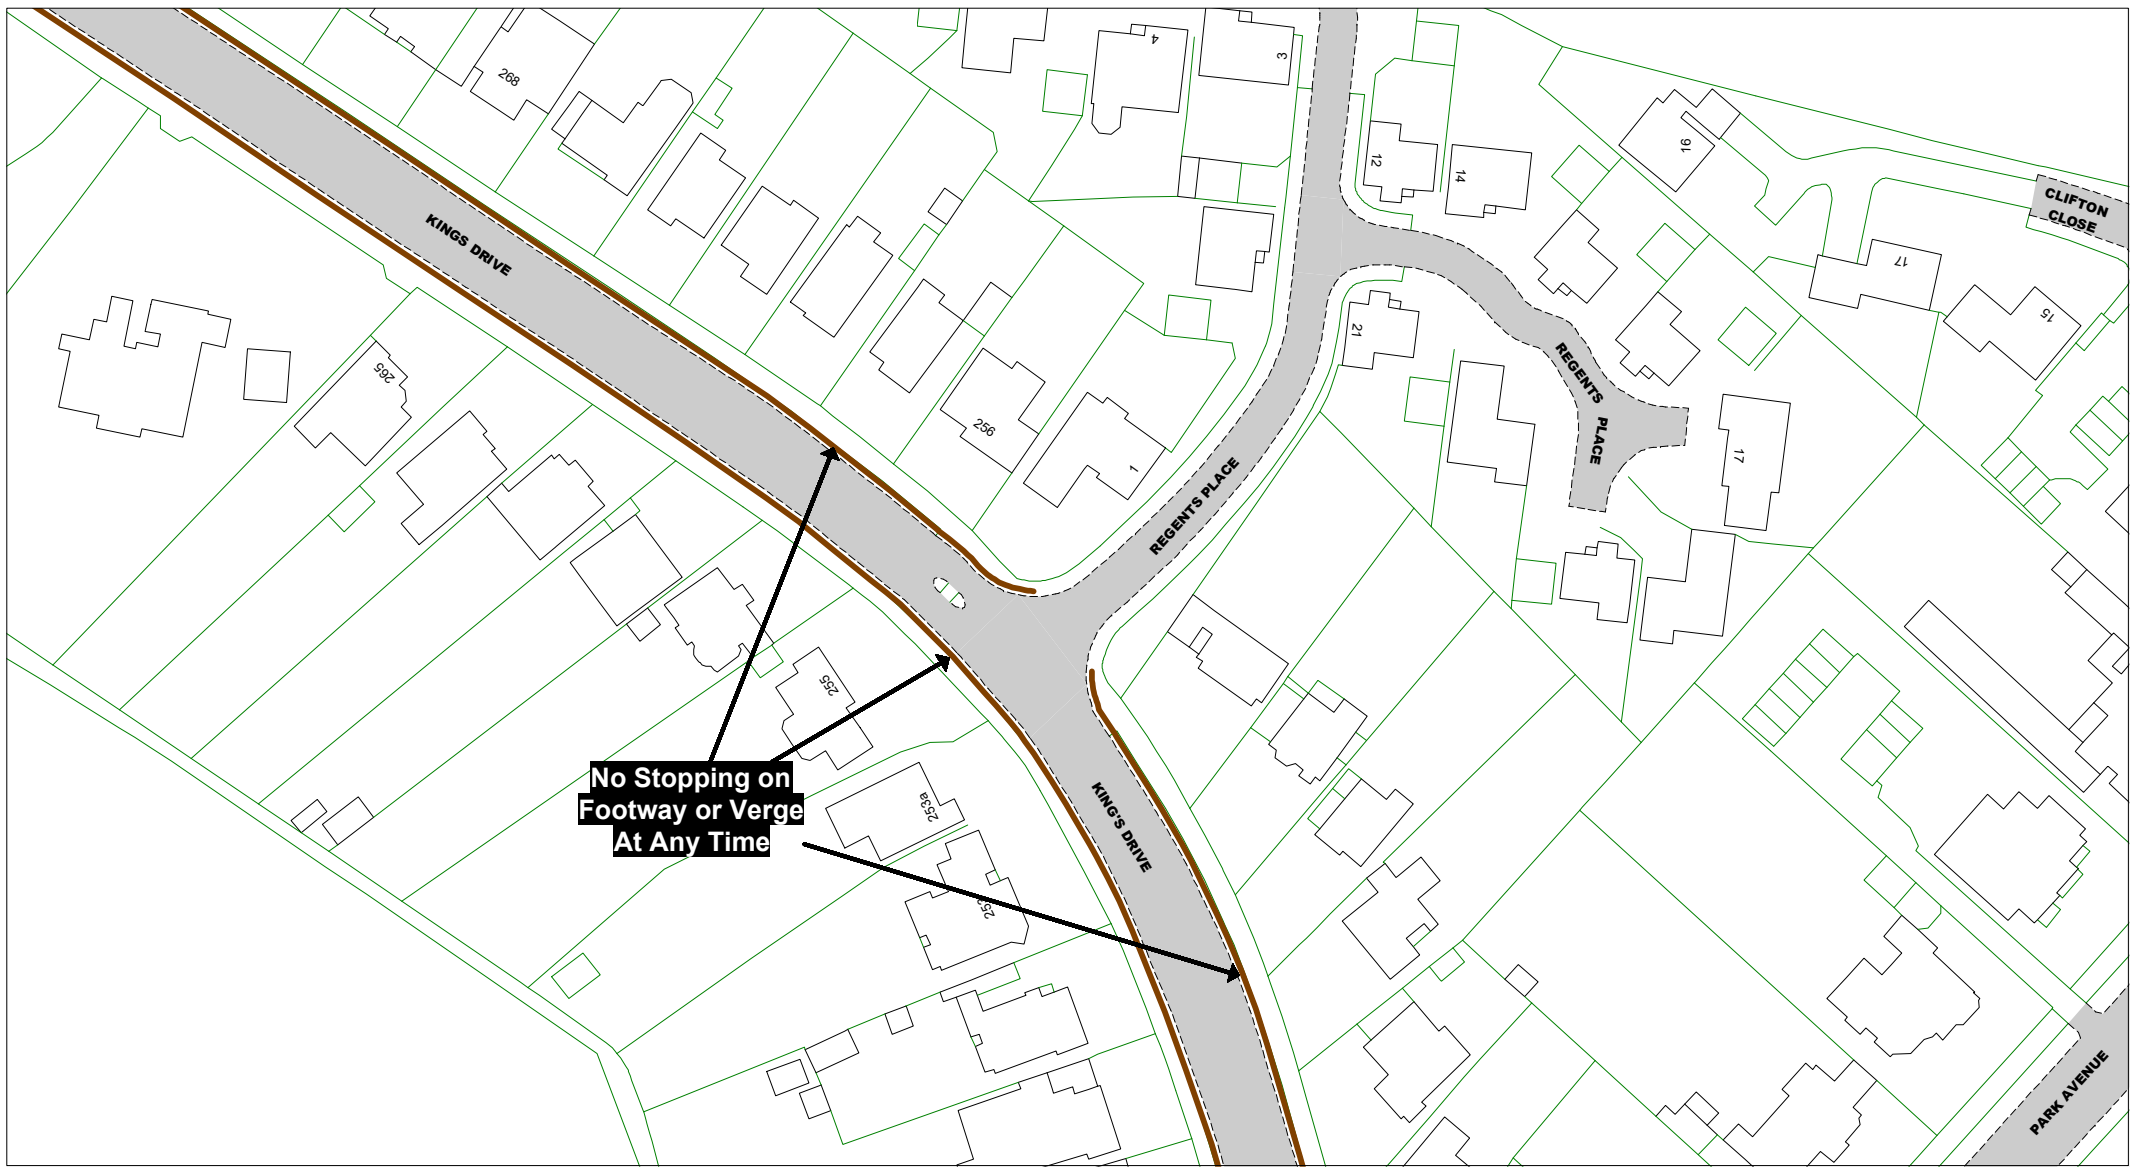 268
4
3
12
14
16
CLIFTON
CLOSE
KINGS DRIVE
17
15
21
265
REGENTS
PLACE
256
1
17
REGENTS PLACE
255
No Stopping on
Footway or Verge
At Any Time
253a
KING'S DRIVE
PARK AVENUE